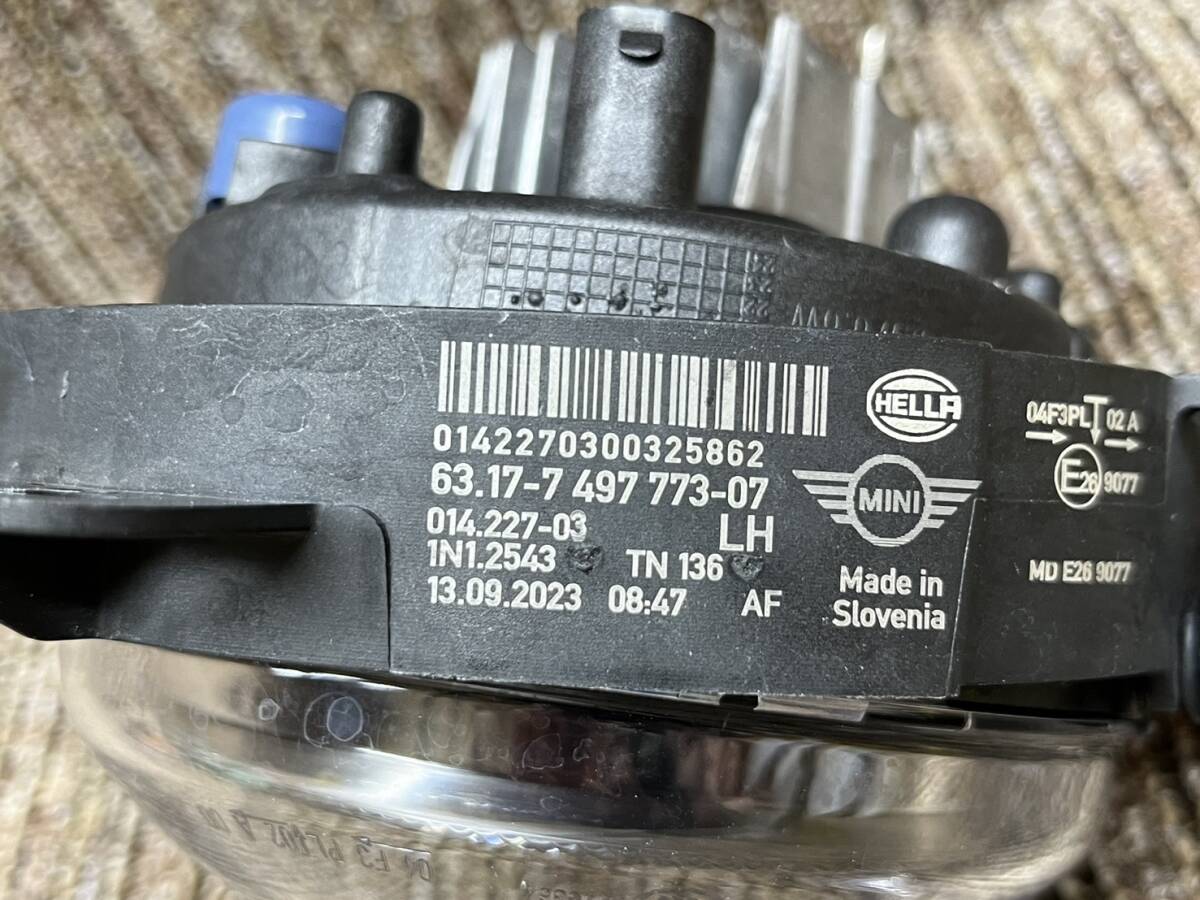 0142270300325862
HELLA
63.17-7 497 773-07
MINI
014.227-03
LH
1N1.2543
TN 136
13.09.2023 08:47 AF
Made in
Slovenia
04F3PL 02 A
E26 9077
MD E26 9077